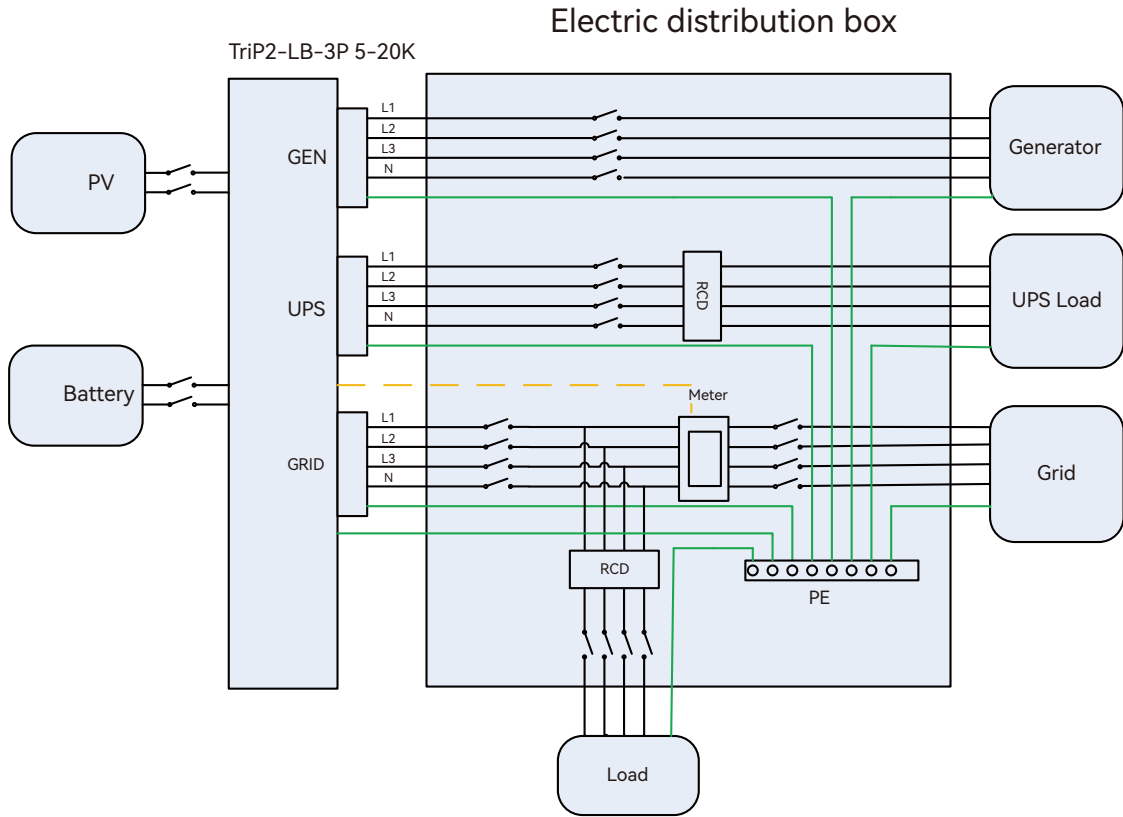 Electric distribution box
TriP2-LB-3P 5-20K
L1
L2
L3
N
GEN
Generator
PV
L1
L2
L3
N
UPS
RCD
UPS Load
Battery
Meter
L1
L2
L3
N
GRID
Grid
RCD
PE
Load